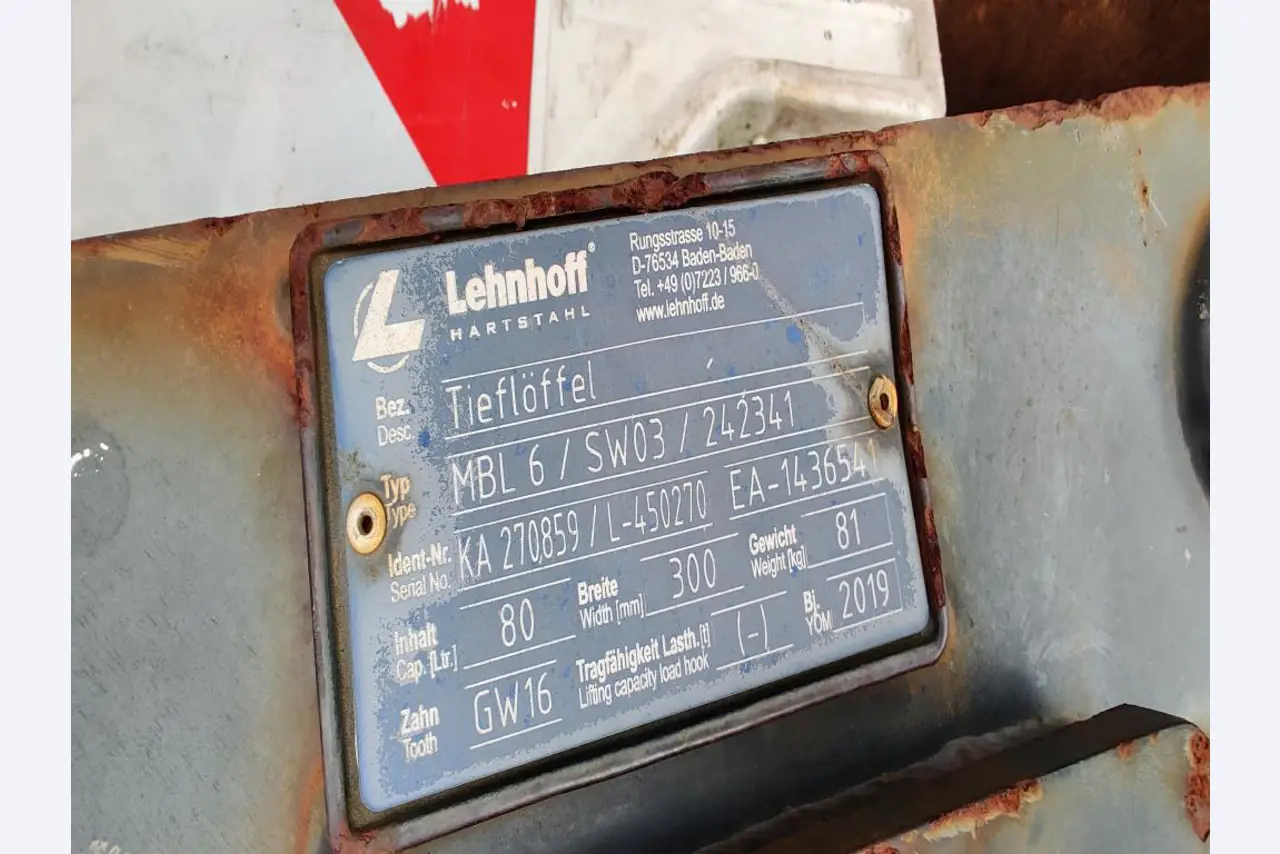 Lehnhoff®
HARTSTAHL
Rungsstrasse 10-15
D-76534 Baden-Baden
Tel. +49 (0)7223 / 966-0
www.lehnhoff.de
Bez. Tieflöffel
Desc.
Typ MBL 6 / SW03 / 242341
Type
Ident-Nr. KA 270859 / L-450270 EA-1436541
Serial No.
Inhalt 80 Breite 300 Gewicht 81
Cap. [Ltr.] Width [mm] Weight [kg]
Zahn GW16 Tragfähigkeit Lasth. [t] (-) Bj. 2019
Tooth Lifting capacity load hook YOM